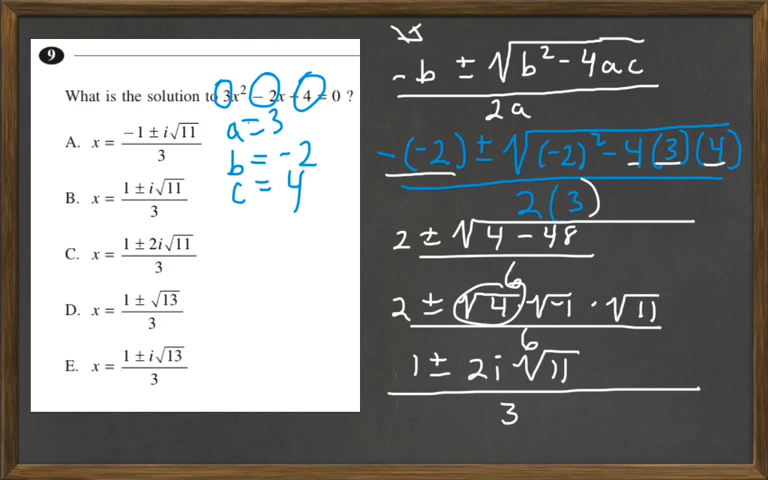 9
What is the solution to 3x² − 2x + 4 = 0 ?
A. x = (−1 ± i√11)/3
B. x = (1 ± i√11)/3
C. x = (1 ± 2i√11)/3
D. x = (1 ± √13)/3
E. x = (1 ± i√13)/3
a = 3
b = −2
c = 4
−b ± √(b² − 4ac)
2a
−(−2) ± √((−2)² − 4(3)(4))
2(3)
2 ± √(4 − 48)
6
2 ± √4 · √−1 · √11
6
1 ± 2i √11
3